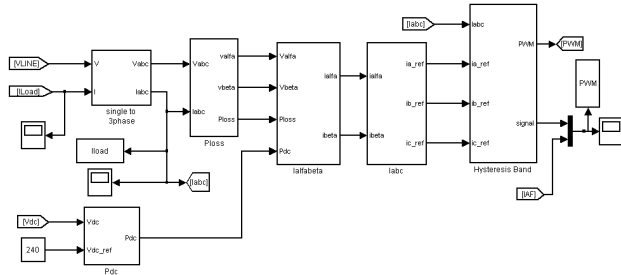 [Iabc]
Iabc
PWM
[PWM]
[VLINE]
V
Vabc
Vabc
valfa
Valfa
ialfa
ialfa
ia_ref
ia_ref
PWM
vbeta
Vbeta
[ILoad]
I
Iabc
Iabc
Ploss
Ploss
ib_ref
ib_ref
signal
single to
3phase
Ploss
Pdc
ibeta
ibeta
ic_ref
ic_ref
Iload
Ialfabeta
Iabc
Hysteresis Band
[Iabc]
[IAF]
[Vdc]
Vdc
Pdc
240
Vdc_ref
Pdc